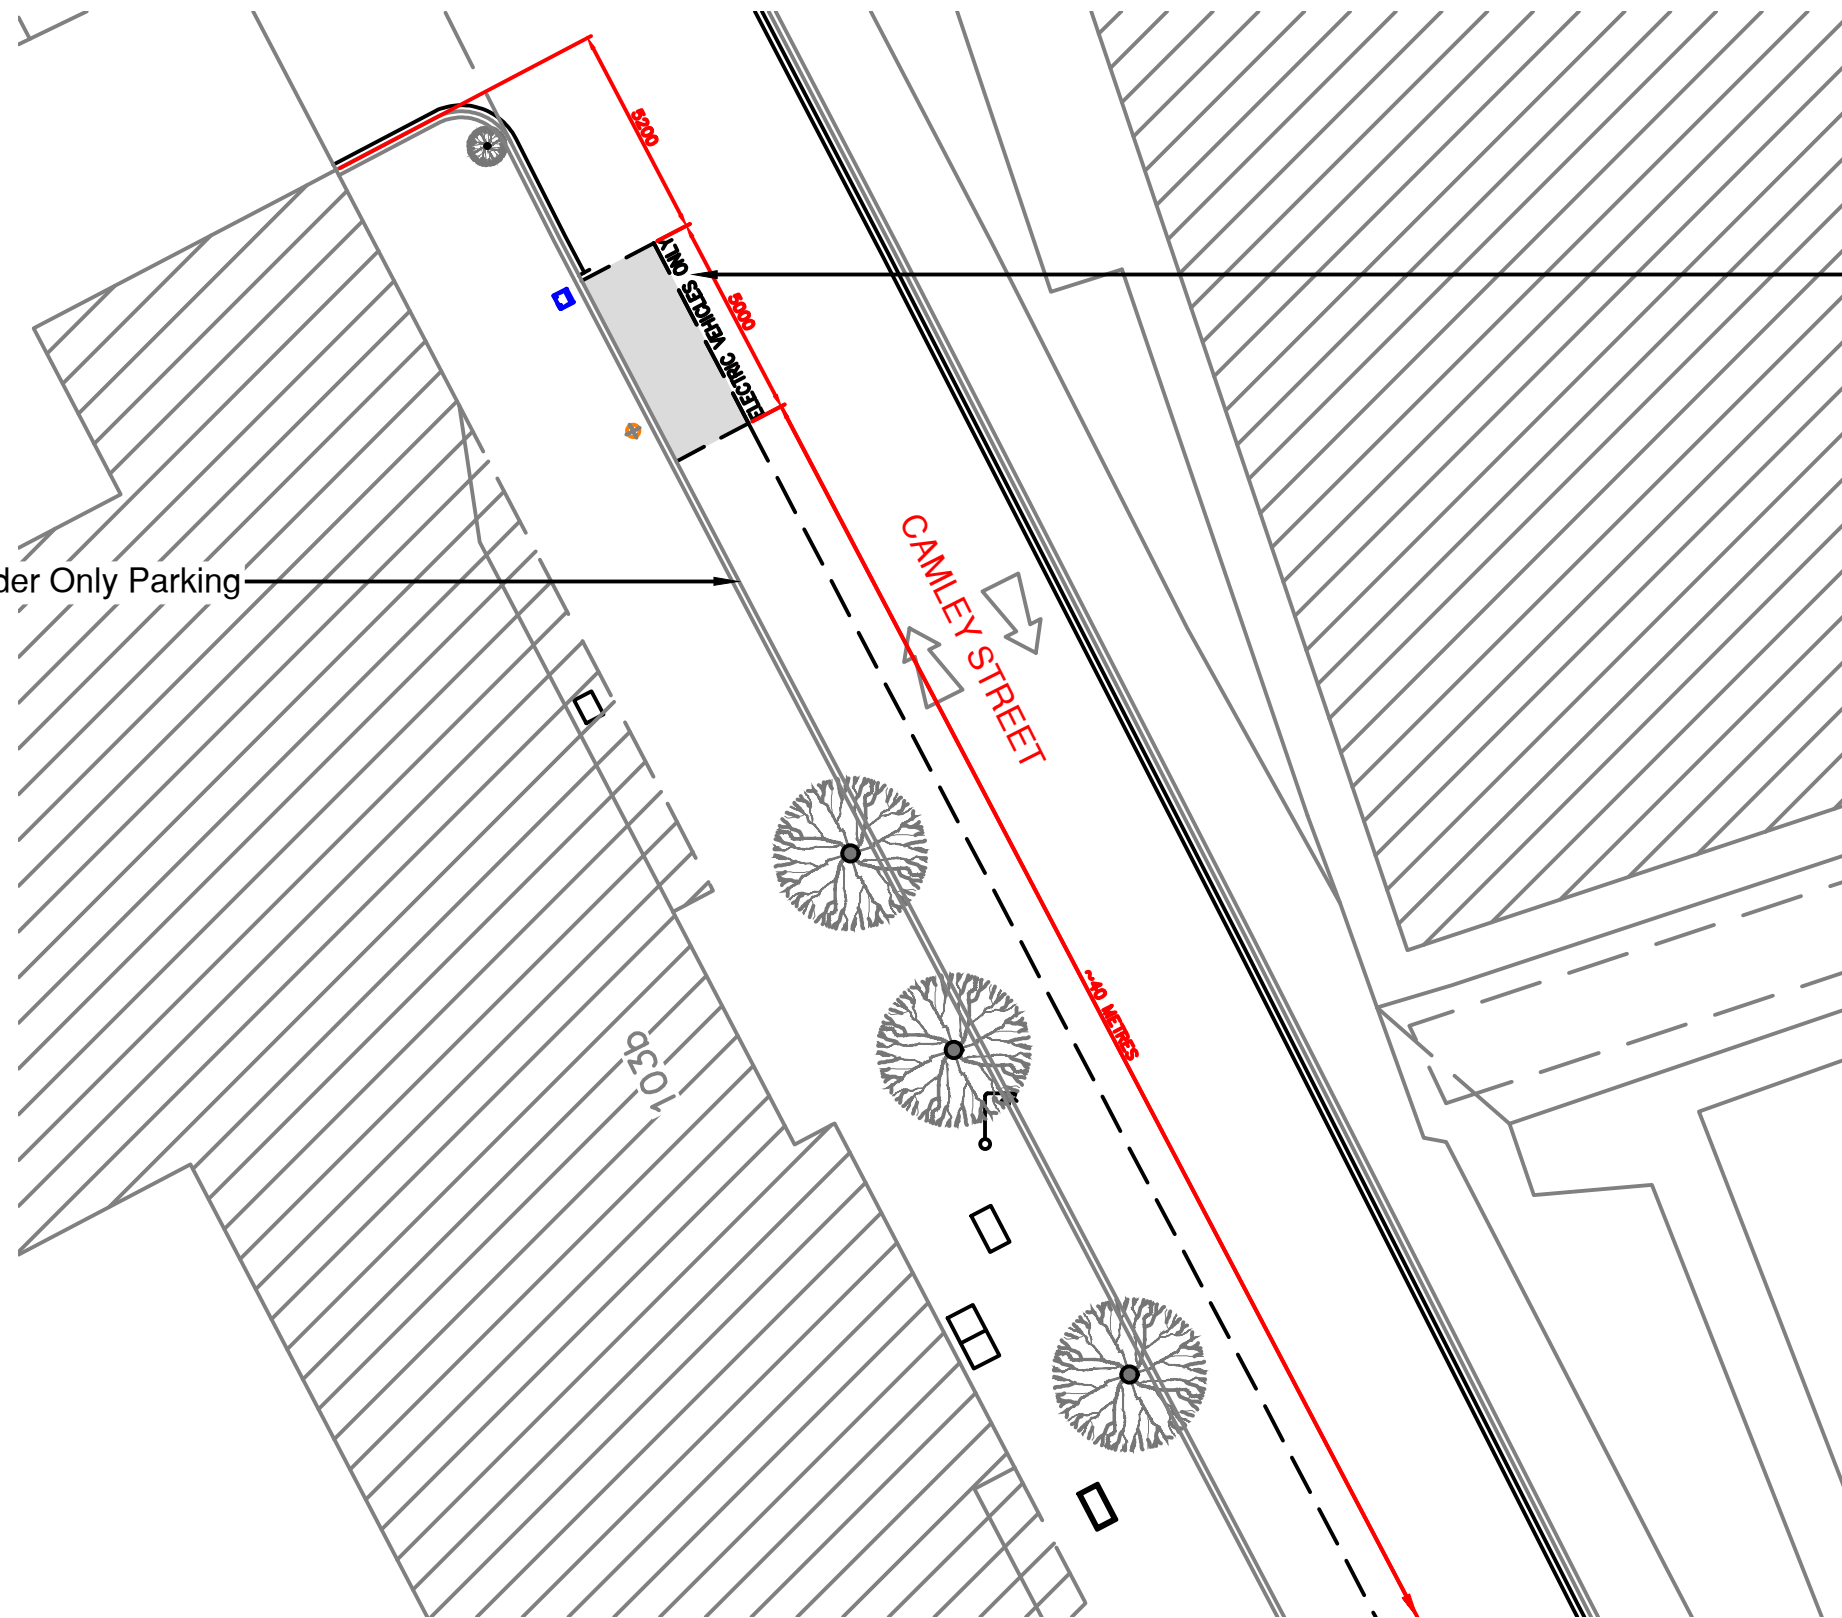 5200
ELECTRIC VEHICLES ONLY
5000
der Only Parking
CAMLEY STREET
~40 METRES
103b